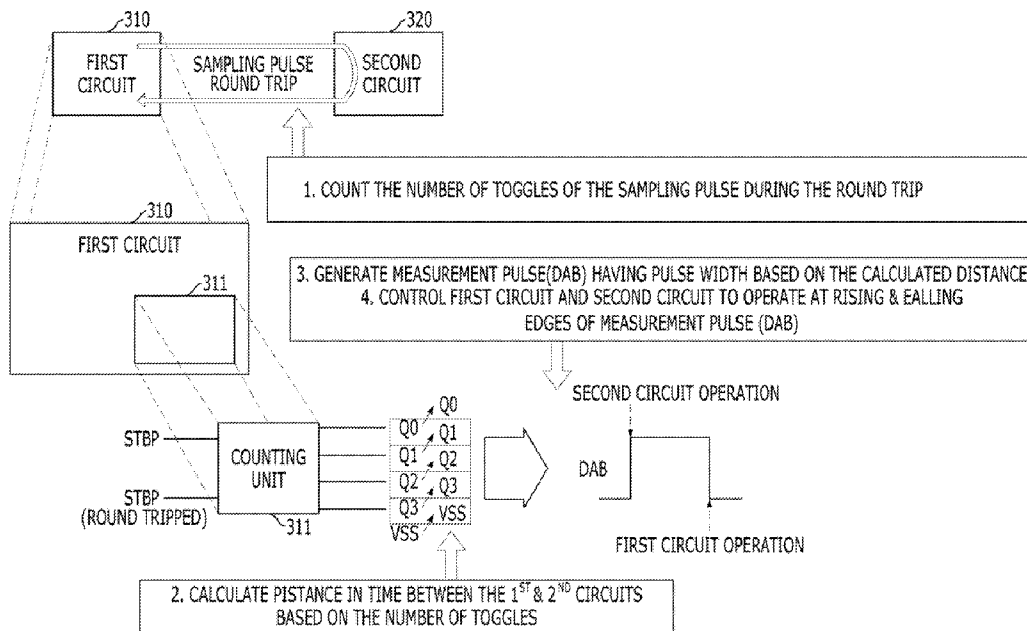 310
320
FIRST
CIRCUIT
SAMPLING PULSE
ROUND TRIP
SECOND
CIRCUIT
1. COUNT THE NUMBER OF TOGGLES OF THE SAMPLING PULSE DURING THE ROUND TRIP
310
FIRST CIRCUIT
311
3. GENERATE MEASUREMENT PULSE(DAB) HAVING PULSE WIDTH BASED ON THE CALCULATED DISTANCE
4. CONTROL FIRST CIRCUIT AND SECOND CIRCUIT TO OPERATE AT RISING & EALLING
EDGES OF MEASUREMENT PULSE (DAB)
SECOND CIRCUIT OPERATION
STBP
STBP
(ROUND TRIPPED)
COUNTING
UNIT
311
Q0
Q0 Q1
Q1 Q2
Q2 Q3
Q3 VSS
VSS
DAB
FIRST CIRCUIT OPERATION
2. CALCULATE PISTANCE IN TIME BETWEEN THE 1ST & 2ND CIRCUITS
BASED ON THE NUMBER OF TOGGLES